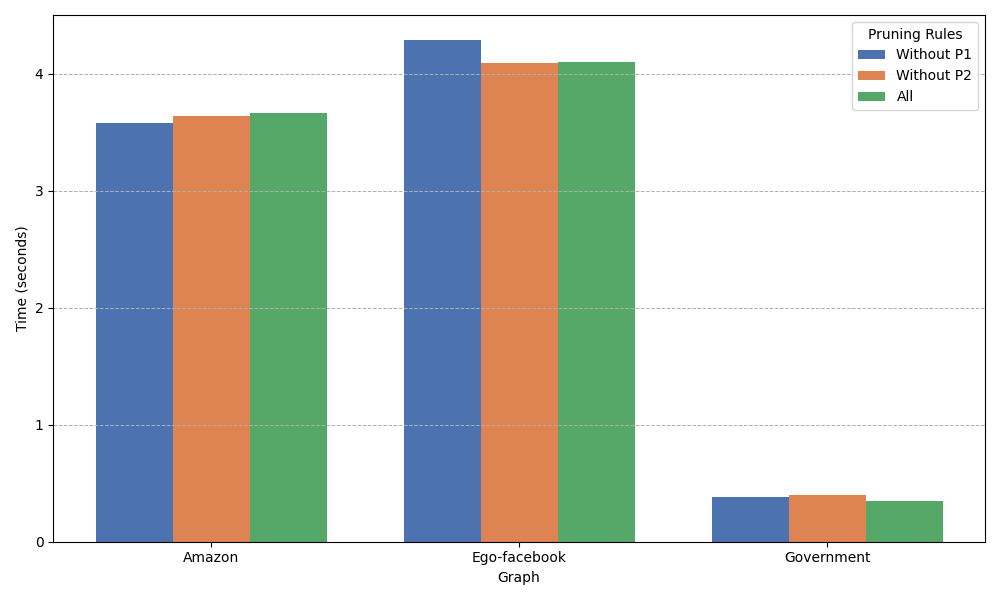 Pruning Rules
Without P1
Without P2
All
Time (seconds)
4
3
2
1
0
Amazon
Ego-facebook
Government
Graph